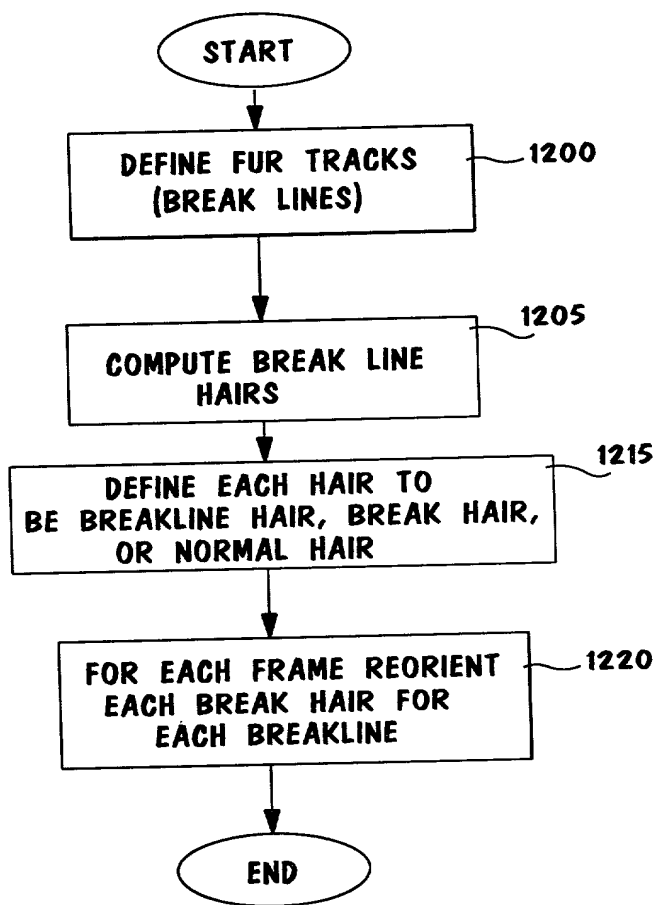 START
DEFINE FUR TRACKS
(BREAK LINES)
1200
COMPUTE BREAK LINE
HAIRS
1205
DEFINE EACH HAIR TO
BE BREAKLINE HAIR, BREAK HAIR,
OR NORMAL HAIR
1215
FOR EACH FRAME REORIENT
EACH BREAK HAIR FOR
EACH BREAKLINE
1220
END